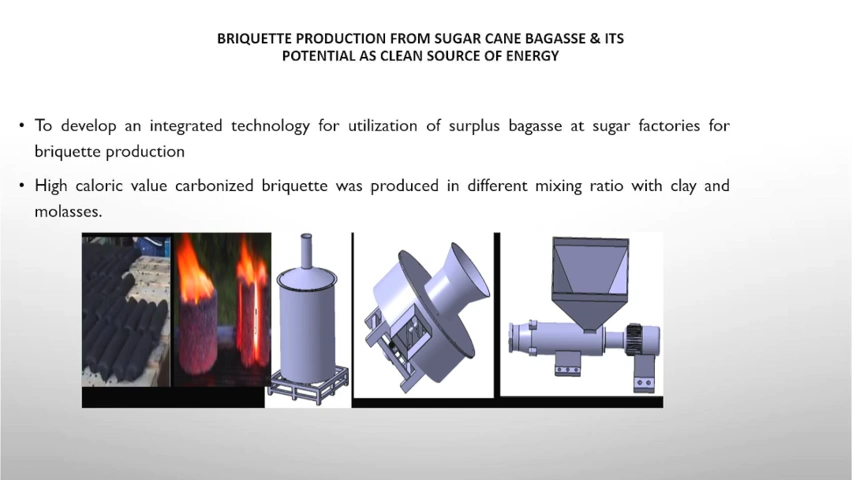 BRIQUETTE PRODUCTION FROM SUGAR CANE BAGASSE & ITS
POTENTIAL AS CLEAN SOURCE OF ENERGY
• To develop an integrated technology for utilization of surplus bagasse at sugar factories for
briquette production
• High caloric value carbonized briquette was produced in different mixing ratio with clay and
molasses.